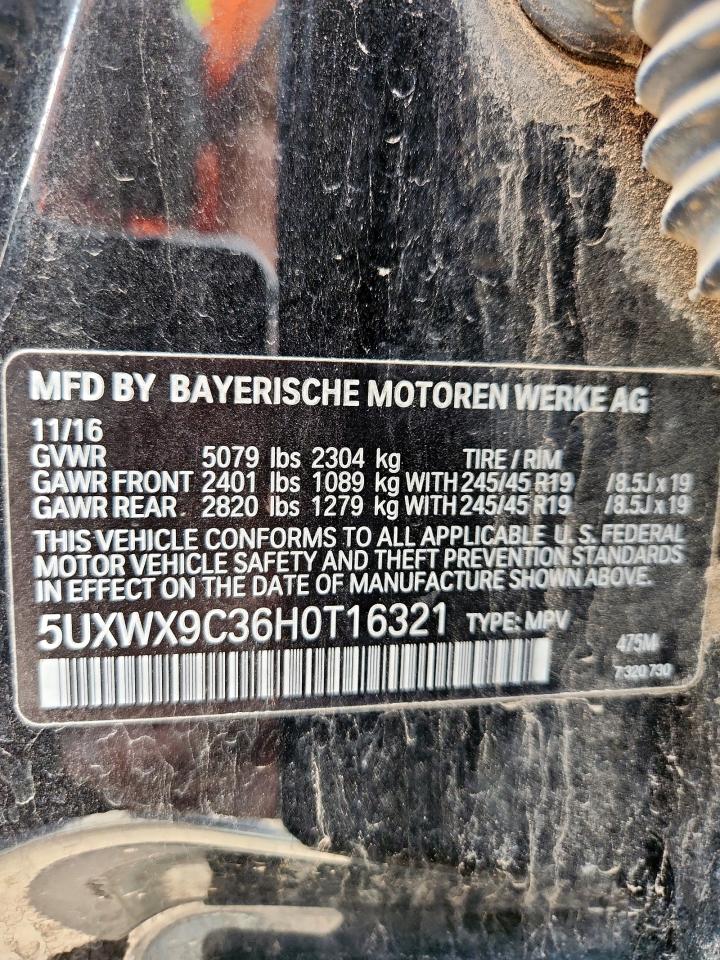 MFD BY BAYERISCHE MOTOREN WERKE AG
11/16
GVWR 5079 lbs 2304 kg TIRE / RIM
GAWR FRONT 2401 lbs 1089 kg WITH 245/45 R19 / 8.5J x 19
GAWR REAR 2820 lbs 1279 kg WITH 245/45 R19 / 8.5J x 19
THIS VEHICLE CONFORMS TO ALL APPLICABLE U.S. FEDERAL
MOTOR VEHICLE SAFETY AND THEFT PREVENTION STANDARDS
IN EFFECT ON THE DATE OF MANUFACTURE SHOWN ABOVE.
5UXWX9C36H0T16321 TYPE: MPV
475M
7 320 730